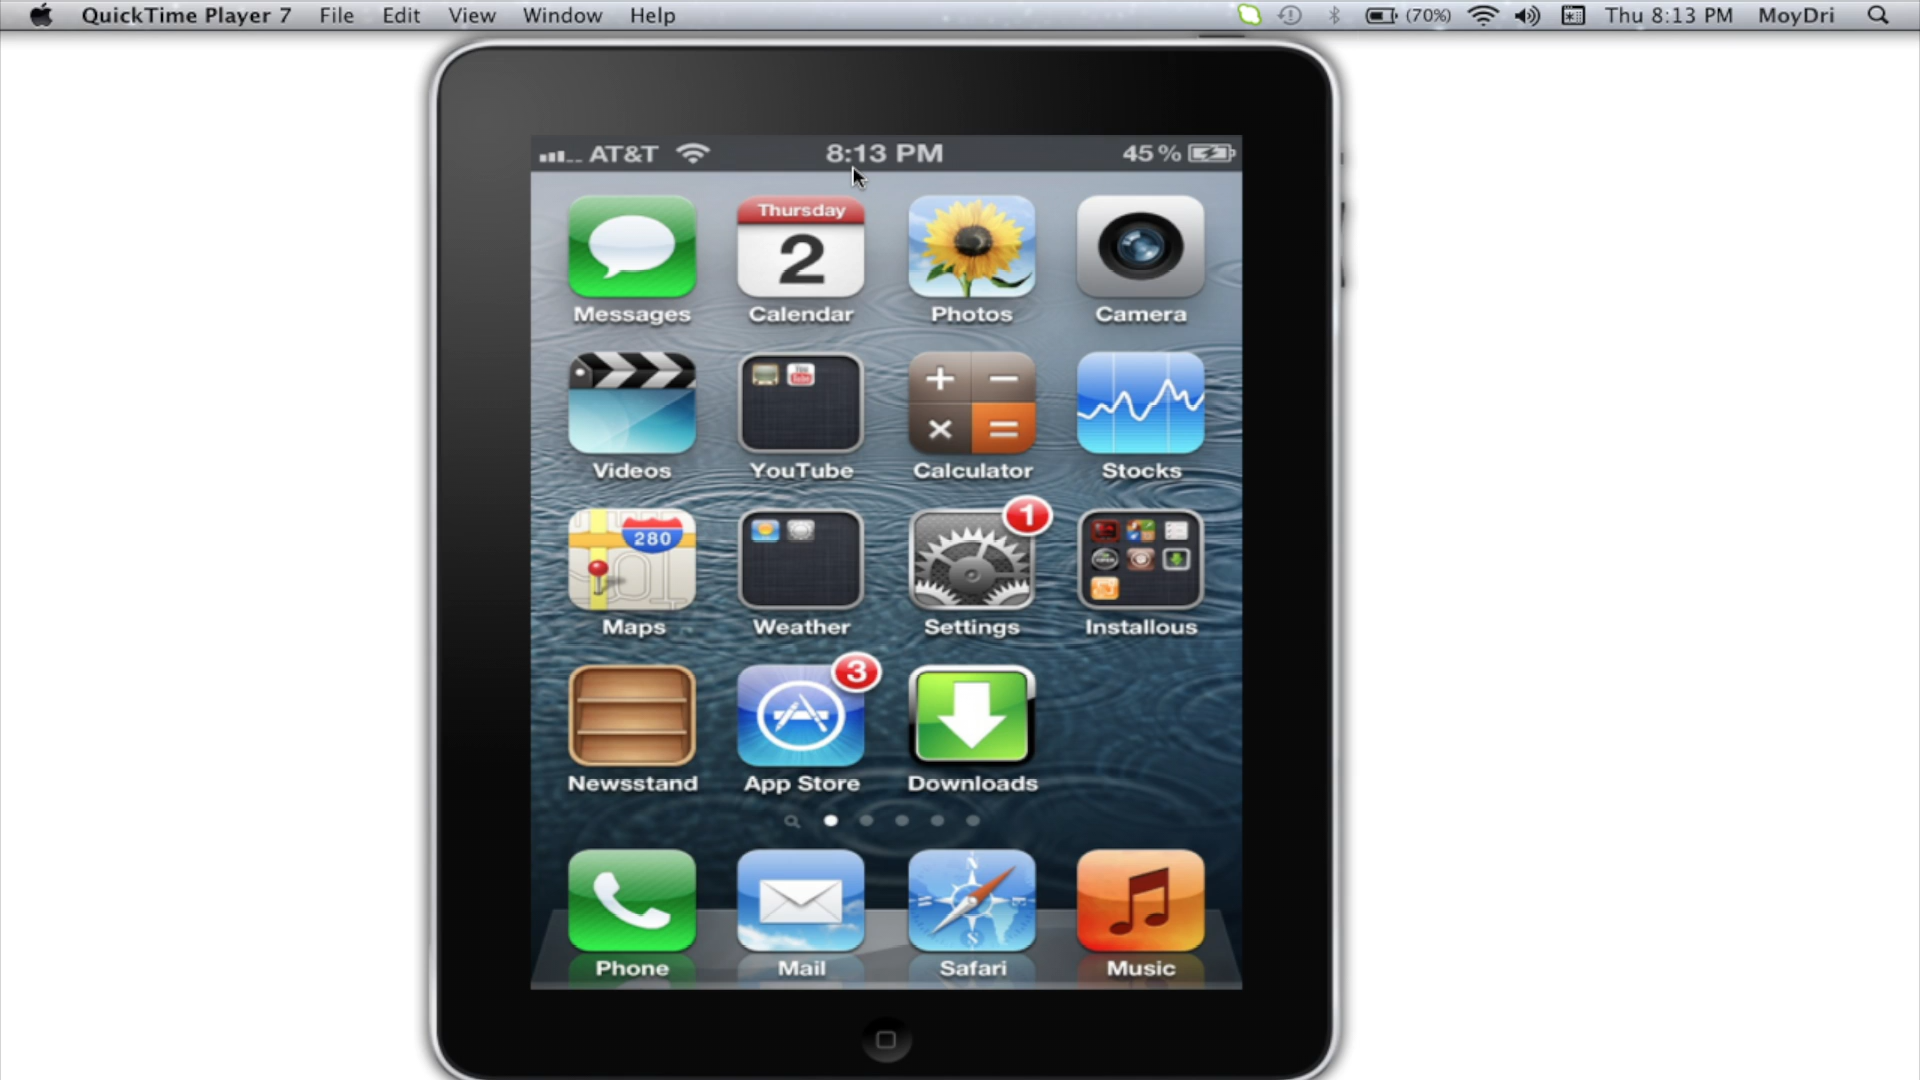 QuickTime Player 7 File Edit View Window Help (70%) Thu 8:13 PM MoyDri
AT&T 8:13 PM 45%
Thursday
2
Messages Calendar Photos Camera
You
Tube
+ −
× =
Videos YouTube Calculator Stocks
280
1
Maps Weather Settings Installous
3
Newsstand App Store Downloads
N
S
Phone Mail Safari Music